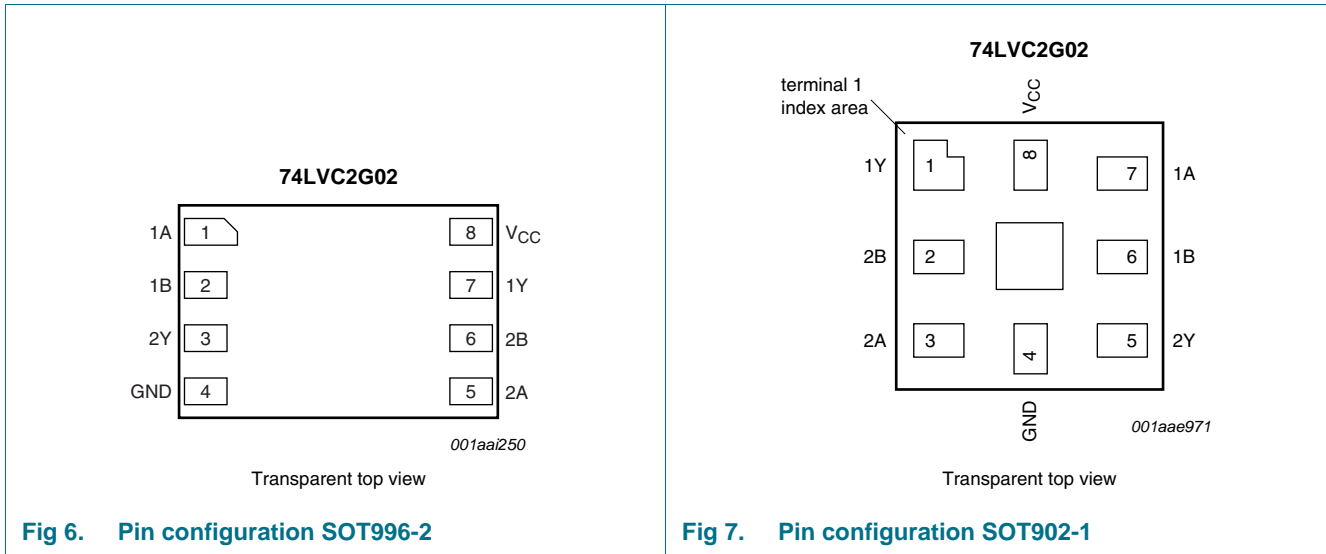 74LVC2G02
1A 1 8 VCC
1B 2 7 1Y
2Y 3 6 2B
GND 4 5 2A
001aai250
Transparent top view
Fig 6. Pin configuration SOT996-2
74LVC2G02
terminal 1
index area
VCC
1Y 1 8 7 1A
2B 2 6 1B
2A 3 4 5 2Y
GND
001aae971
Transparent top view
Fig 7. Pin configuration SOT902-1